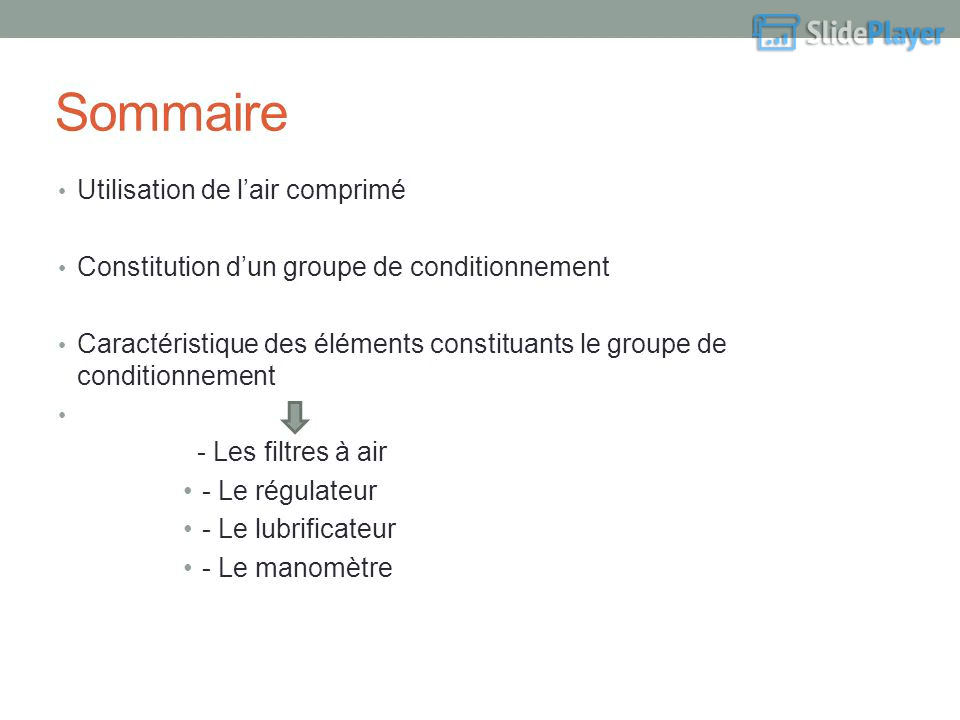 SlidePlayer
Sommaire
• Utilisation de l’air comprimé
• Constitution d’un groupe de conditionnement
• Caractéristique des éléments constituants le groupe de
conditionnement
•
- Les filtres à air
• - Le régulateur
• - Le lubrificateur
• - Le manomètre